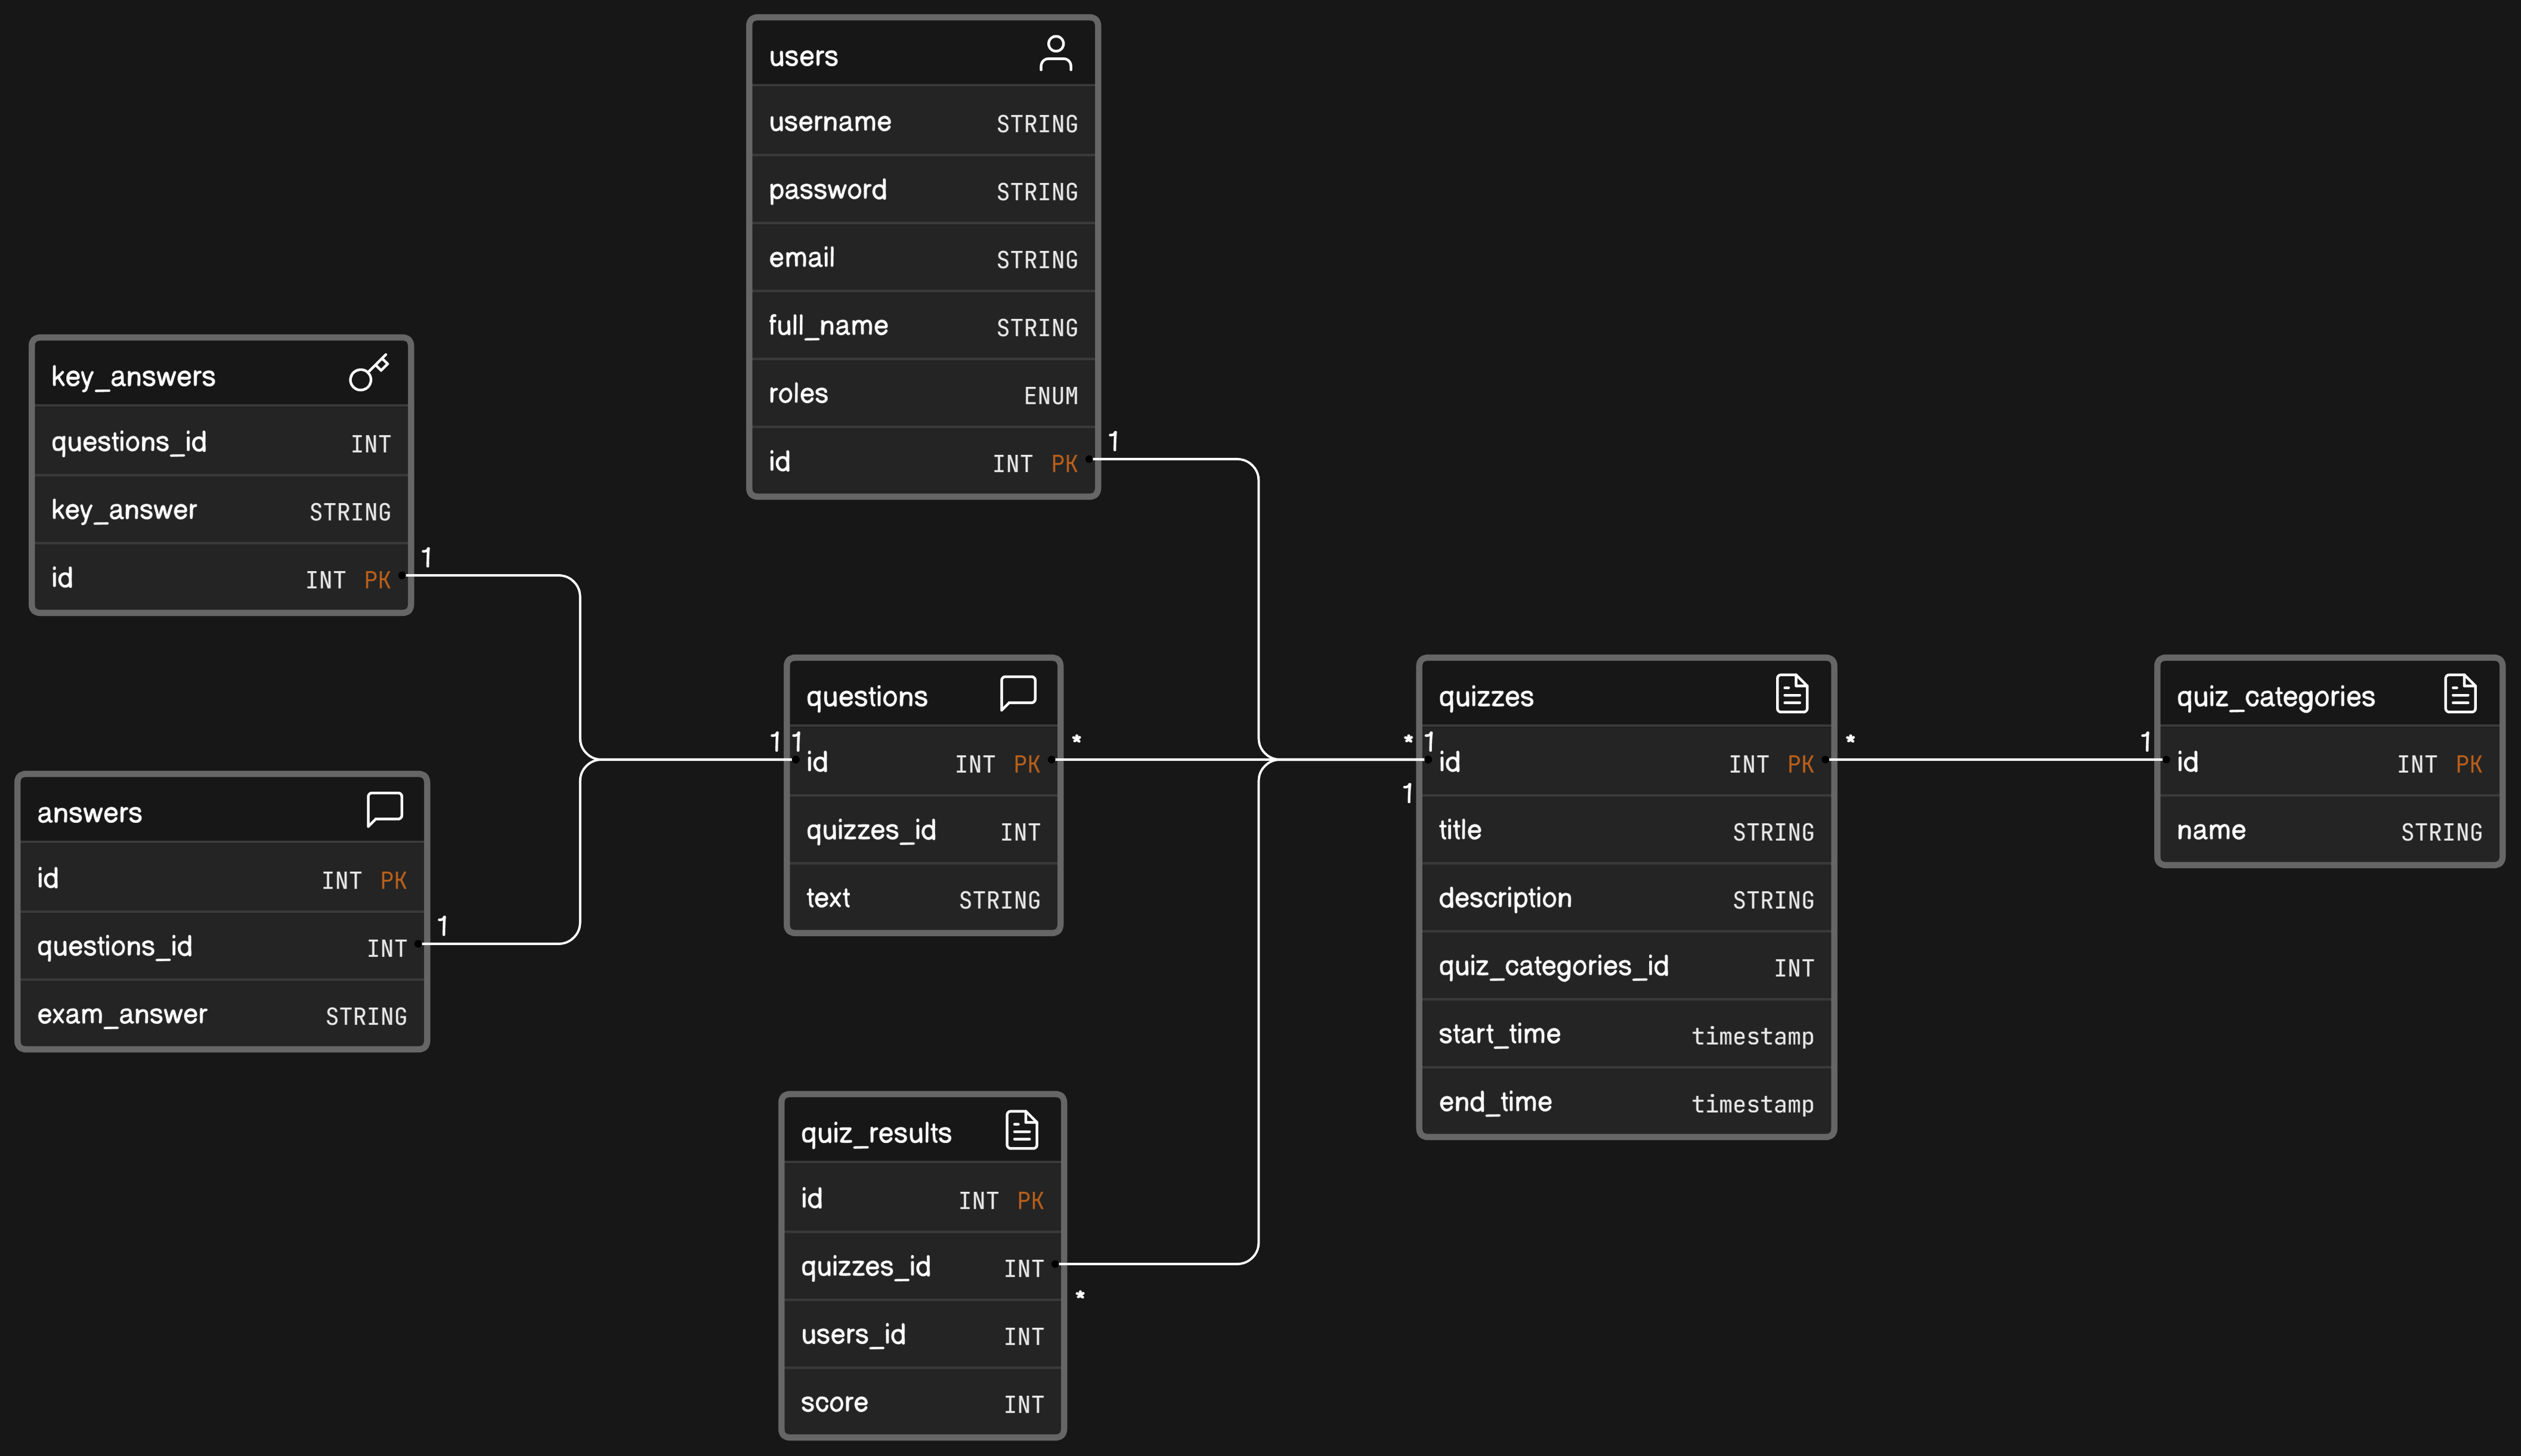 users
username STRING
password STRING
email STRING
full_name STRING
roles ENUM
id INT PK
1
key_answers
questions_id INT
key_answer STRING
id INT PK
1
answers
id INT PK
questions_id INT
1
exam_answer STRING
questions
1 1
*
id INT PK
quizzes_id INT
text STRING
quiz_results
id INT PK
quizzes_id INT
*
users_id INT
score INT
quizzes
* 1
*
id INT PK
1
title STRING
description STRING
quiz_categories_id INT
start_time timestamp
end_time timestamp
quiz_categories
1
id INT PK
name STRING